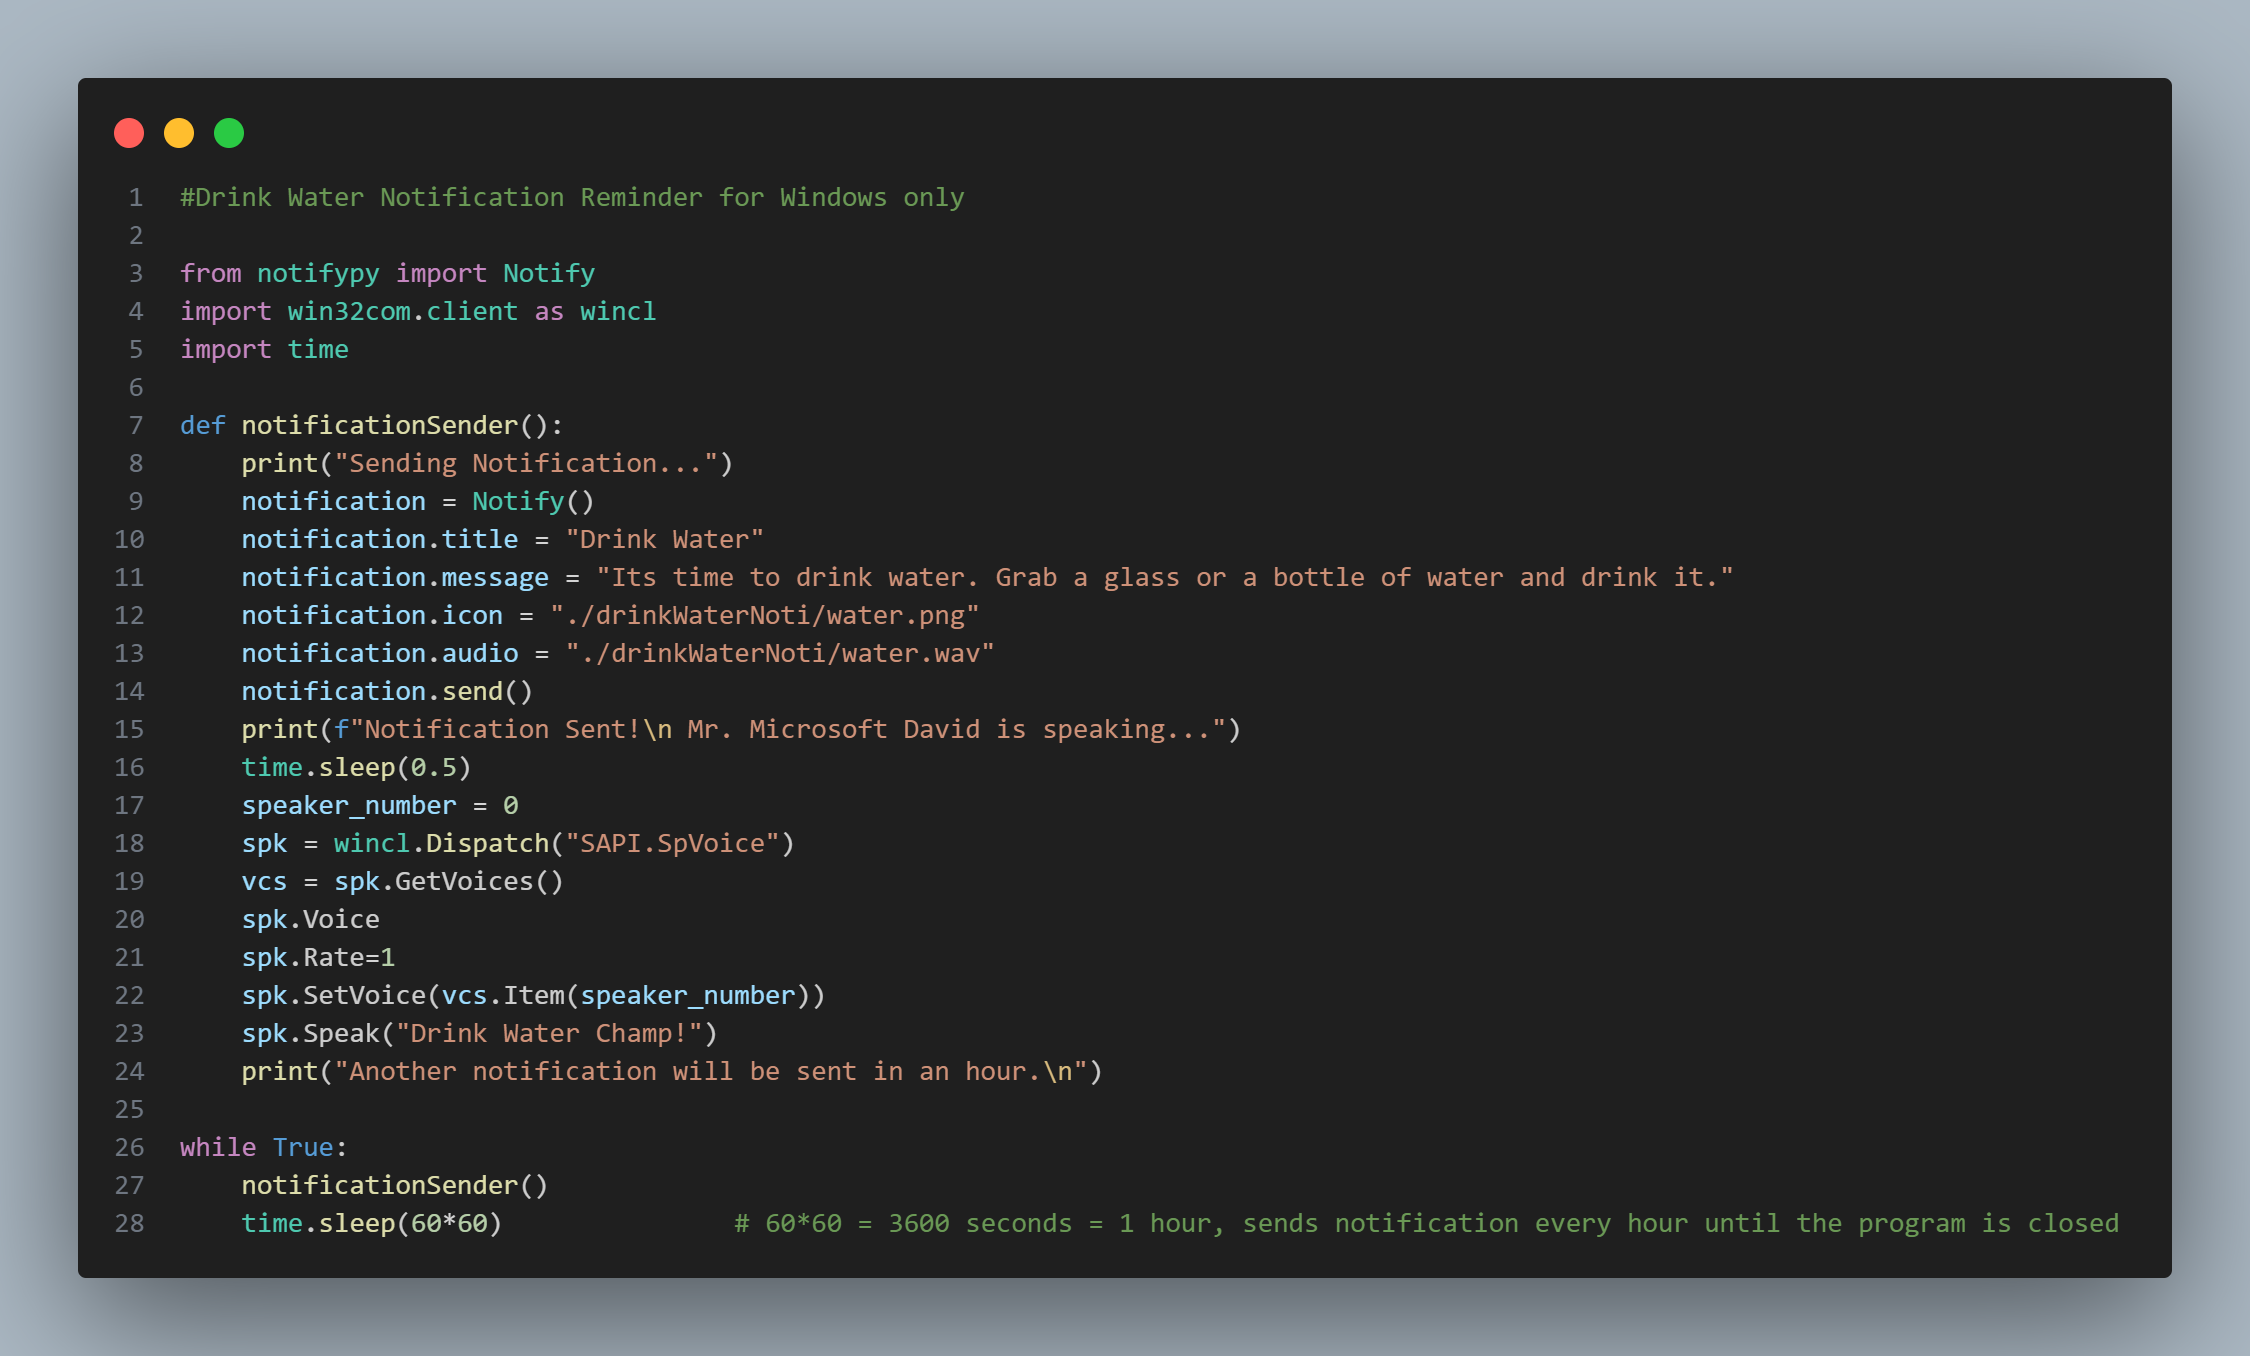 1 #Drink Water Notification Reminder for Windows only
2
3 from notifypy import Notify
4 import win32com.client as wincl
5 import time
6
7 def notificationSender():
8     print("Sending Notification...")
9     notification = Notify()
10     notification.title = "Drink Water"
11     notification.message = "Its time to drink water. Grab a glass or a bottle of water and drink it."
12     notification.icon = "./drinkWaterNoti/water.png"
13     notification.audio = "./drinkWaterNoti/water.wav"
14     notification.send()
15     print(f"Notification Sent!\n Mr. Microsoft David is speaking...")
16     time.sleep(0.5)
17     speaker_number = 0
18     spk = wincl.Dispatch("SAPI.SpVoice")
19     vcs = spk.GetVoices()
20     spk.Voice
21     spk.Rate=1
22     spk.SetVoice(vcs.Item(speaker_number))
23     spk.Speak("Drink Water Champ!")
24     print("Another notification will be sent in an hour.\n")
25
26 while True:
27     notificationSender()
28     time.sleep(60*60)               # 60*60 = 3600 seconds = 1 hour, sends notification every hour until the program is closed